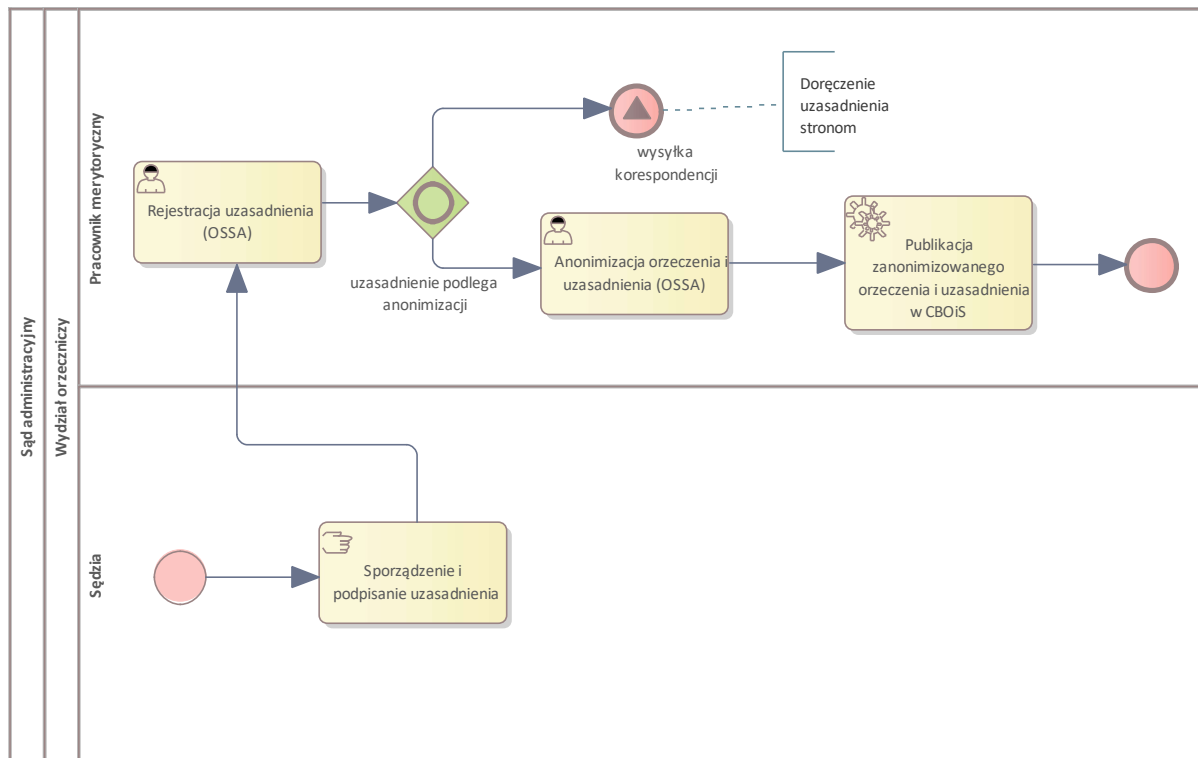 Sąd administracyjny
Wydział orzeczniczy
Pracownik merytoryczny
Rejestracja uzasadnienia
(OSSA)
wysyłka
korespondencji
Doręczenie
uzasadnienia
stronom
uzasadnienie podlega
anonimizacji
Anonimizacja orzeczenia i
uzasadnienia (OSSA)
Publikacja
zanonimizowanego
orzeczenia i uzasadnienia
w CBOiS
Sędzia
Sporządzenie i
podpisanie uzasadnienia